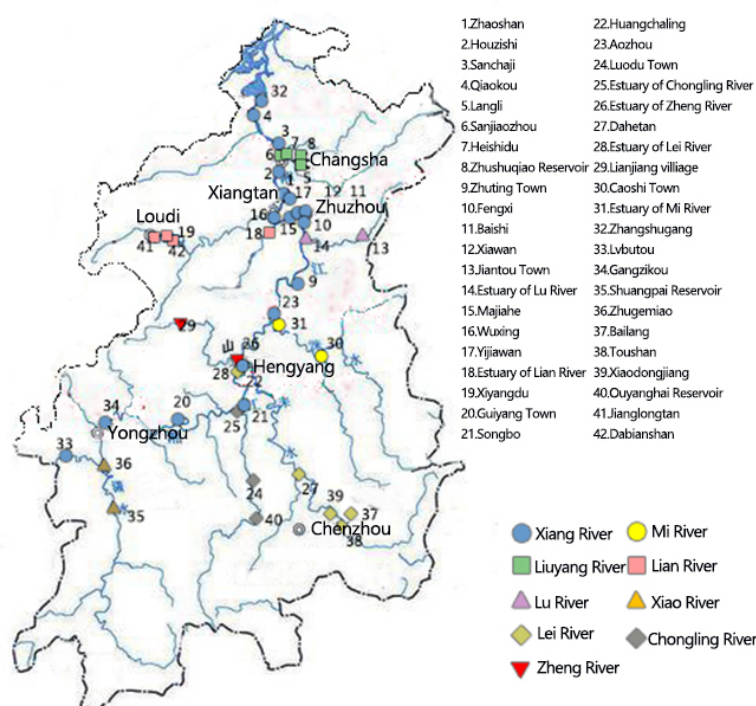 32
4
3
7
8
6
Changsha
2
5
1
Xiangtan
17
12
11
Zhuzhou
Loudi
16
15
10
19
18
41
42
14
13
江
9
23
31
29
山
26
30
水
28
Hengyang
22
34
20
25
21
Yongzhou
33
36
水
27
24
39
37
35
水
40
Chenzhou
38
1.Zhaoshan
2.Houzishi
3.Sanchaji
4.Qiaokou
5.Langli
6.Sanjiaozhou
7.Heishidu
8.Zhushuqiao Reservoir
9.Zhuting Town
10.Fengxi
11.Baishi
12.Xiawan
13.Jiantou Town
14.Estuary of Lu River
15.Majiahe
16.Wuxing
17.Yijiawan
18.Estuary of Lian River
19.Xiyangdu
20.Guiyang Town
21.Songbo
22.Huangchaling
23.Aozhou
24.Luodu Town
25.Estuary of Chongling River
26.Estuary of Zheng River
27.Dahetan
28.Estuary of Lei River
29.Lianjiang villiage
30.Caoshi Town
31.Estuary of Mi River
32.Zhangshugang
33.Lvbutou
34.Gangzikou
35.Shuangpai Reservoir
36.Zhugemiao
37.Bailang
38.Toushan
39.Xiaodongjiang
40.Ouyanghai Reservoir
41.Jianglongtan
42.Dabianshan
Xiang River
Mi River
Liuyang River
Lian River
Lu River
Xiao River
Lei River
Chongling River
Zheng River